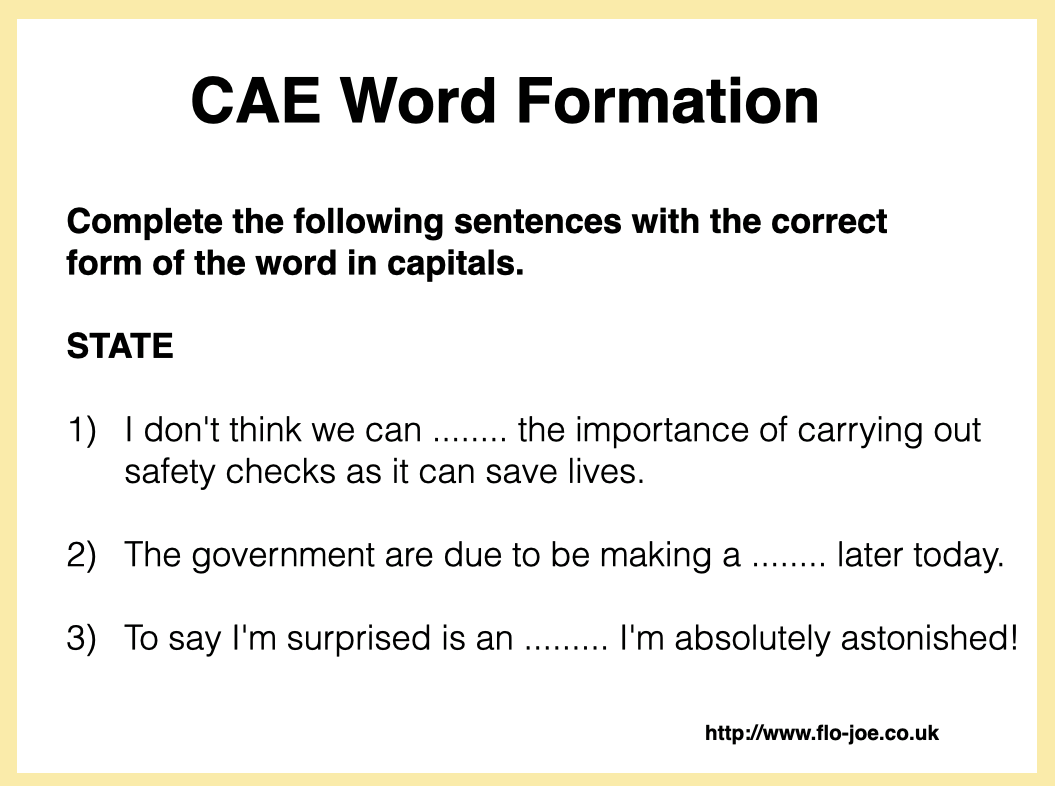 CAE Word Formation
Complete the following sentences with the correct
form of the word in capitals.
STATE
1) I don't think we can ........ the importance of carrying out
safety checks as it can save lives.
2) The government are due to be making a ........ later today.
3) To say I'm surprised is an ......... I'm absolutely astonished!
http://www.flo-joe.co.uk